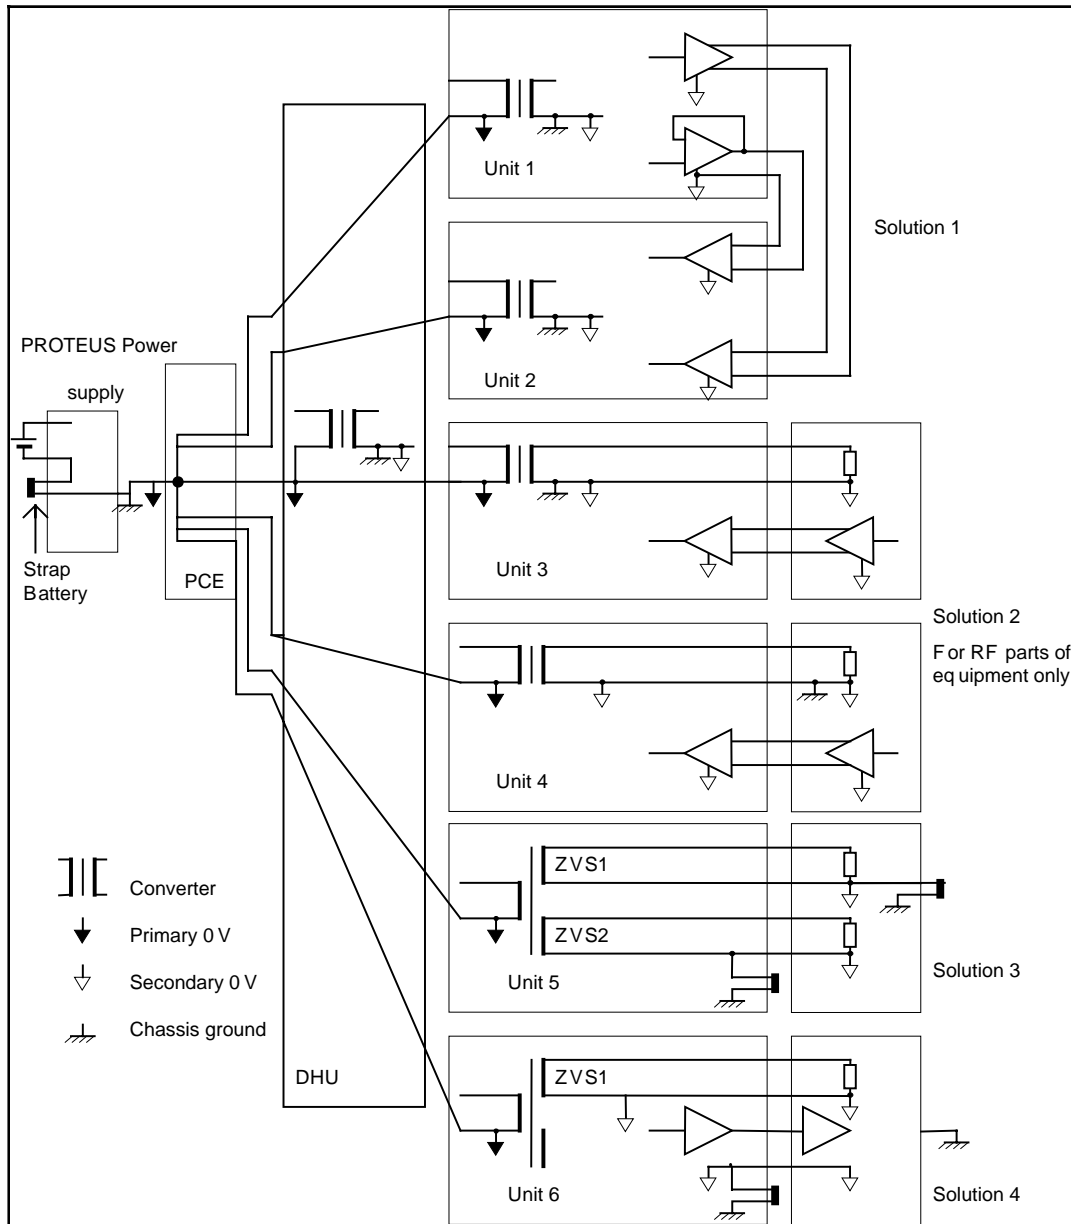 Unit 1
Solution 1
Unit 2
PROTEUS Power
supply
Strap
Battery
PCE
Unit 3
Solution 2
For RF parts of
equipment only
Unit 4
ZVS1
ZVS2
Unit 5
Solution 3
Converter
Primary 0 V
Secondary 0 V
Chassis ground
DHU
ZVS1
Unit 6
Solution 4